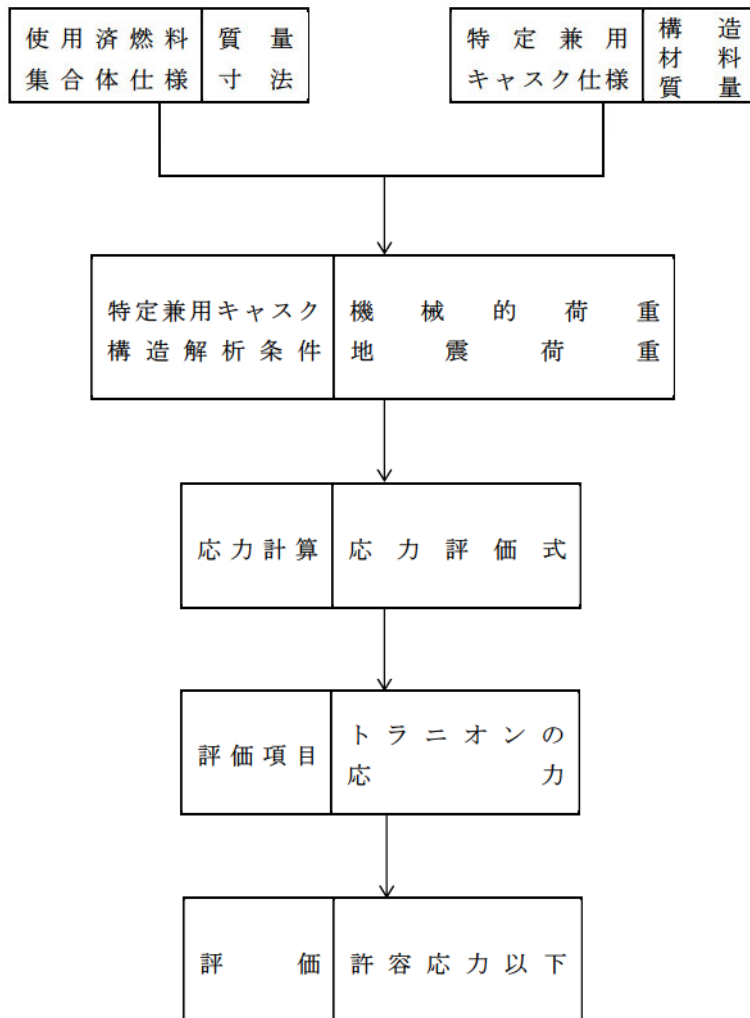 使用済燃料
集合体仕様
質量
寸法
特定兼用
キャスク仕様
構造
材料
質量
特定兼用キャスク
構造解析条件
機械的荷重
地震荷重
応力計算
応力評価式
評価項目
トラニオンの
応力
評価
許容応力以下